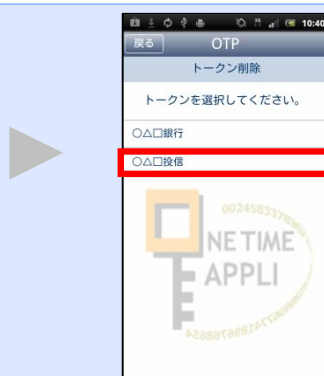 10:40
戻る OTP
トークン削除
トークンを選択してください。
○△□銀行
○△□投信
NE TIME
APPLI